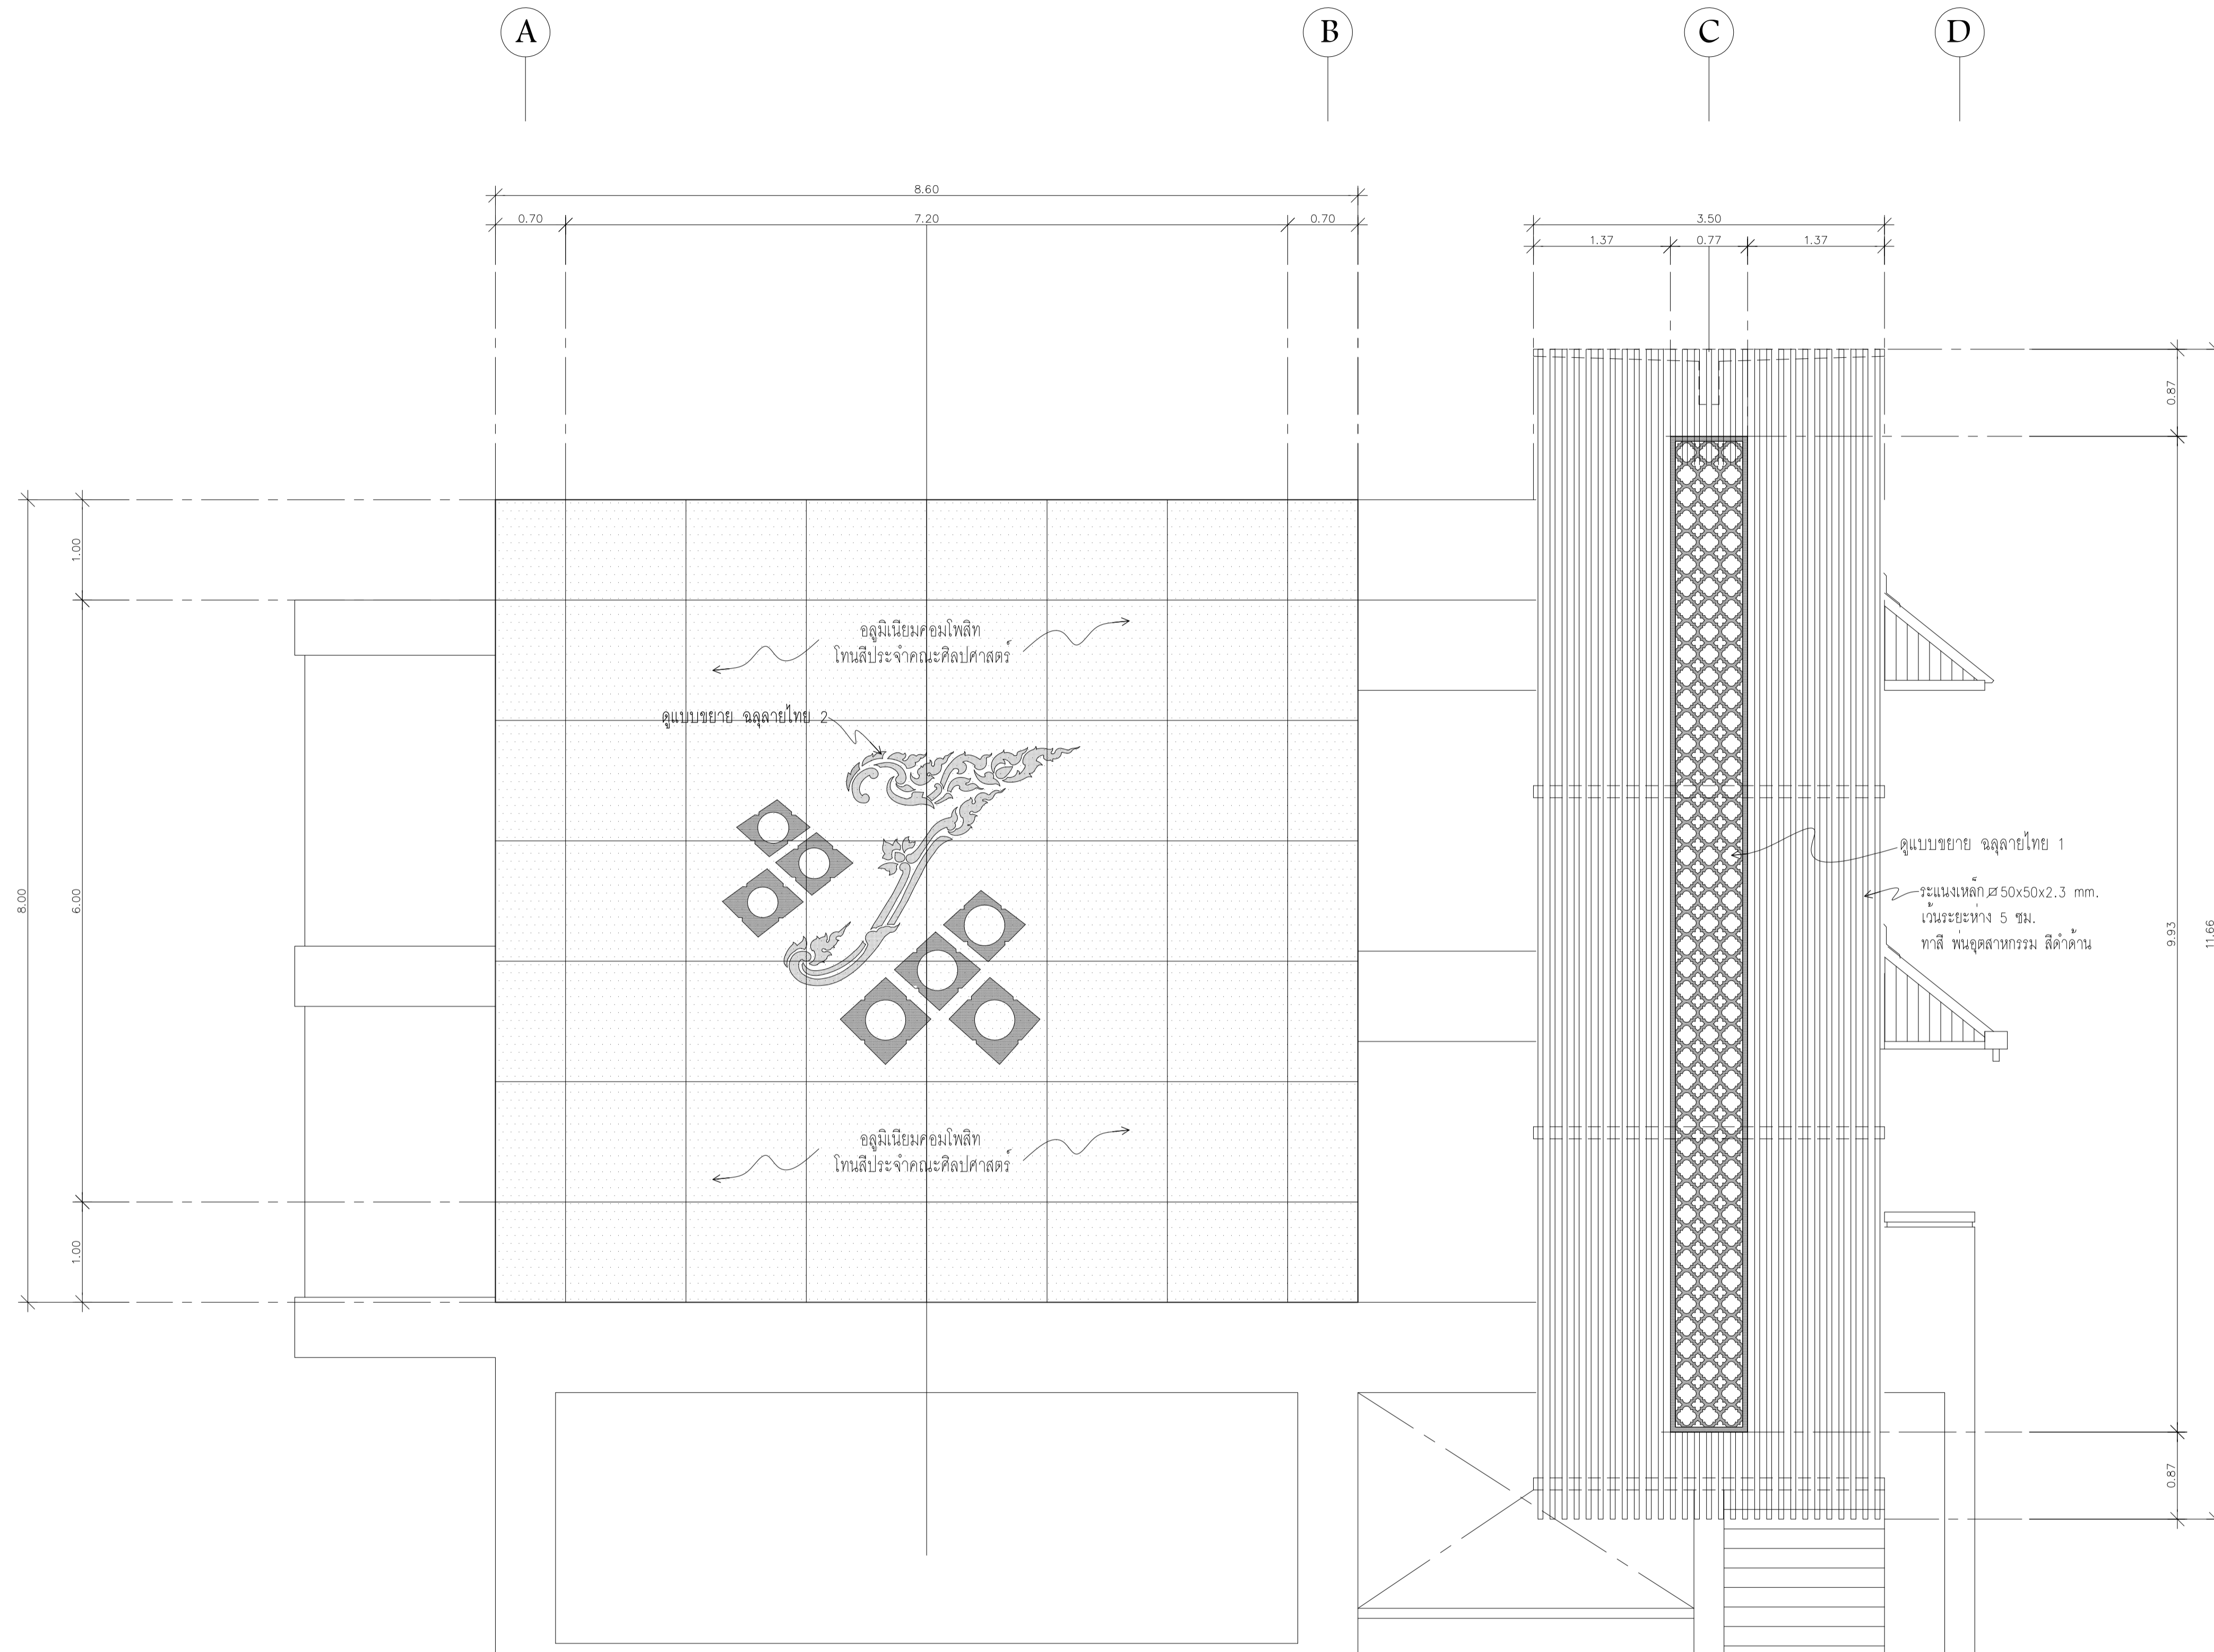 A
B
C
D
8.60
0.70
7.20
0.70
3.50
1.37
0.77
1.37
0.87
1.00
อลูมิเนียมคอมโพสิท
โทนสีประจำคณะศิลปศาสตร์
ดูแบบขยาย ฉลุลายไทย 2
8.00
6.00
ดูแบบขยาย ฉลุลายไทย 1
ระแนงเหล็ก 50x50x2.3 mm.
เว้นระยะห่าง 5 ซม.
ทาสี พ่นอุตสาหกรรม สีดำด้าน
9.93
11.66
อลูมิเนียมคอมโพสิท
โทนสีประจำคณะศิลปศาสตร์
1.00
0.87